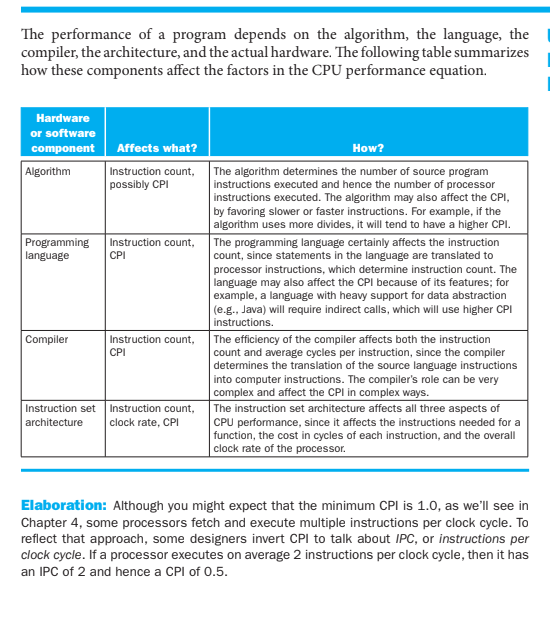 The performance of a program depends on the algorithm, the language, the
compiler, the architecture, and the actual hardware. The following table summarizes
how these components affect the factors in the CPU performance equation.
Hardware
or software
component
Affects what?
How?
Algorithm
Instruction count,
possibly CPI
The algorithm determines the number of source program
instructions executed and hence the number of processor
instructions executed. The algorithm may also affect the CPI,
by favoring slower or faster instructions. For example, if the
algorithm uses more divides, it will tend to have a higher CPI.
Programming
language
Instruction count,
CPI
The programming language certainly affects the instruction
count, since statements in the language are translated to
processor instructions, which determine instruction count. The
language may also affect the CPI because of its features; for
example, a language with heavy support for data abstraction
(e.g., Java) will require indirect calls, which will use higher CPI
instructions.
Compiler
Instruction count,
CPI
The efficiency of the compiler affects both the instruction
count and average cycles per instruction, since the compiler
determines the translation of the source language instructions
into computer instructions. The compiler's role can be very
complex and affect the CPI in complex ways.
Instruction set
architecture
Instruction count,
clock rate, CPI
The instruction set architecture affects all three aspects of
CPU performance, since it affects the instructions needed for a
function, the cost in cycles of each instruction, and the overall
clock rate of the processor.
Elaboration: Although you might expect that the minimum CPI is 1.0, as we'll see in
Chapter 4, some processors fetch and execute multiple instructions per clock cycle. To
reflect that approach, some designers invert CPI to talk about IPC, or instructions per
clock cycle. If a processor executes on average 2 instructions per clock cycle, then it has
an IPC of 2 and hence a CPI of 0.5.